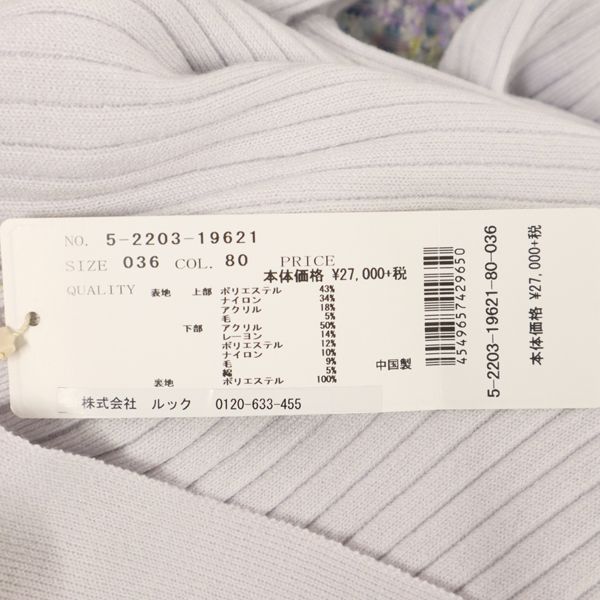 NO. 5-2203-19621
SIZE 036 COL. 80 PRICE
本体価格 ¥27,000+税
QUALITY 表地 上部 ポリエステル 43%
ナイロン 34%
アクリル 18%
毛 5%
下部 アクリル 50%
レーヨン 14%
ポリエステル 12%
ナイロン 10%
毛 9%
綿 5%
表地 ポリエステル 100%
中国製
株式会社 ルック 0120-633-455
4549657429650
5-2203-19621-80-036
本体価格 ¥27,000+税